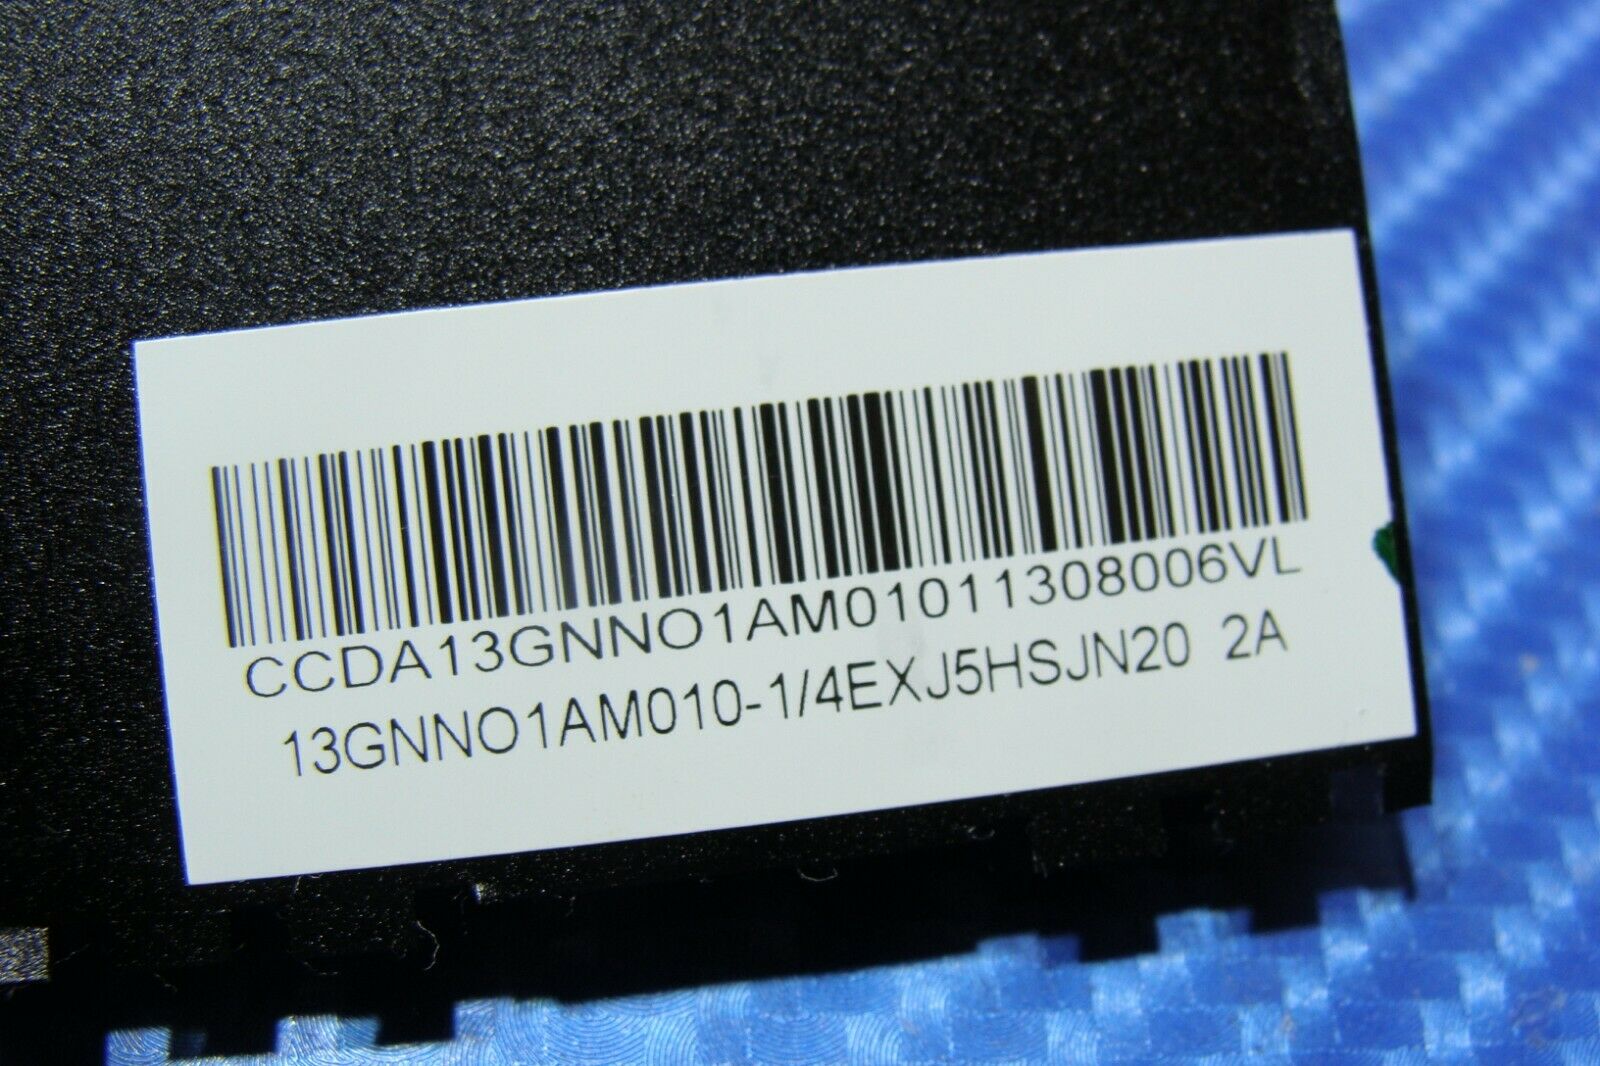 CCDA13GNNO1AM01011308006VL
13GNNO1AM010-1/4EXJ5HSJN20 2A